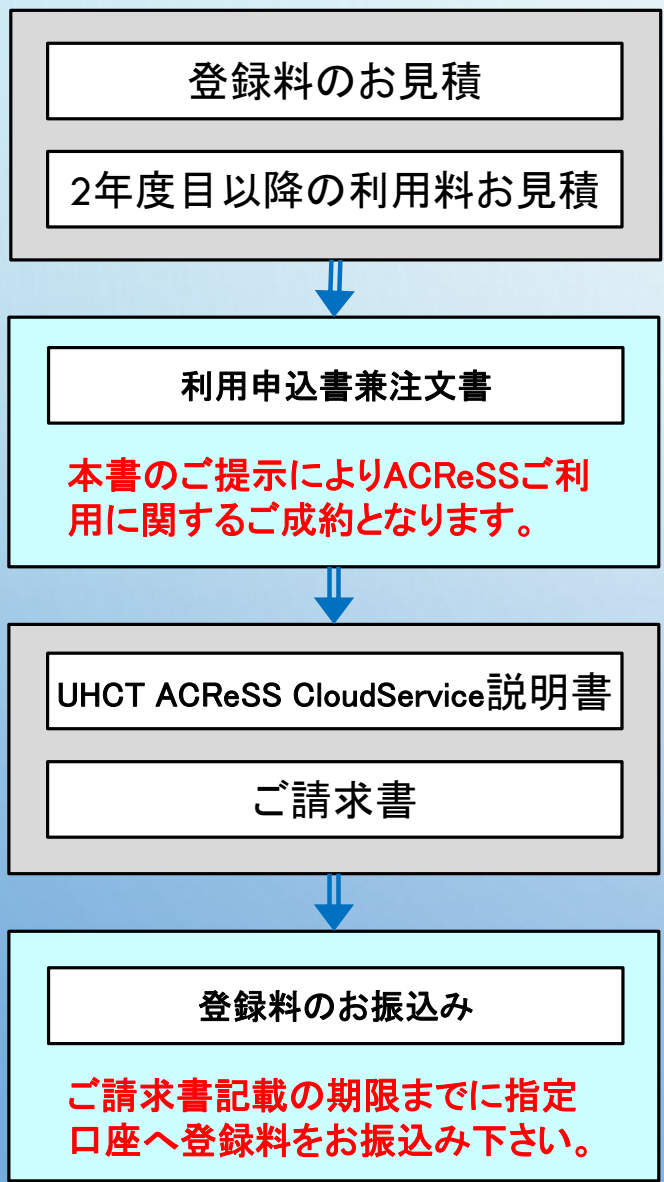 登録料のお見積
2年度目以降の利用料お見積
利用申込書兼注文書
本書のご提示によりACReSSご利
用に関するご成約となります。
UHCT ACReSS CloudService説明書
ご請求書
登録料のお振込み
ご請求書記載の期限までに指定
口座へ登録料をお振込み下さい。